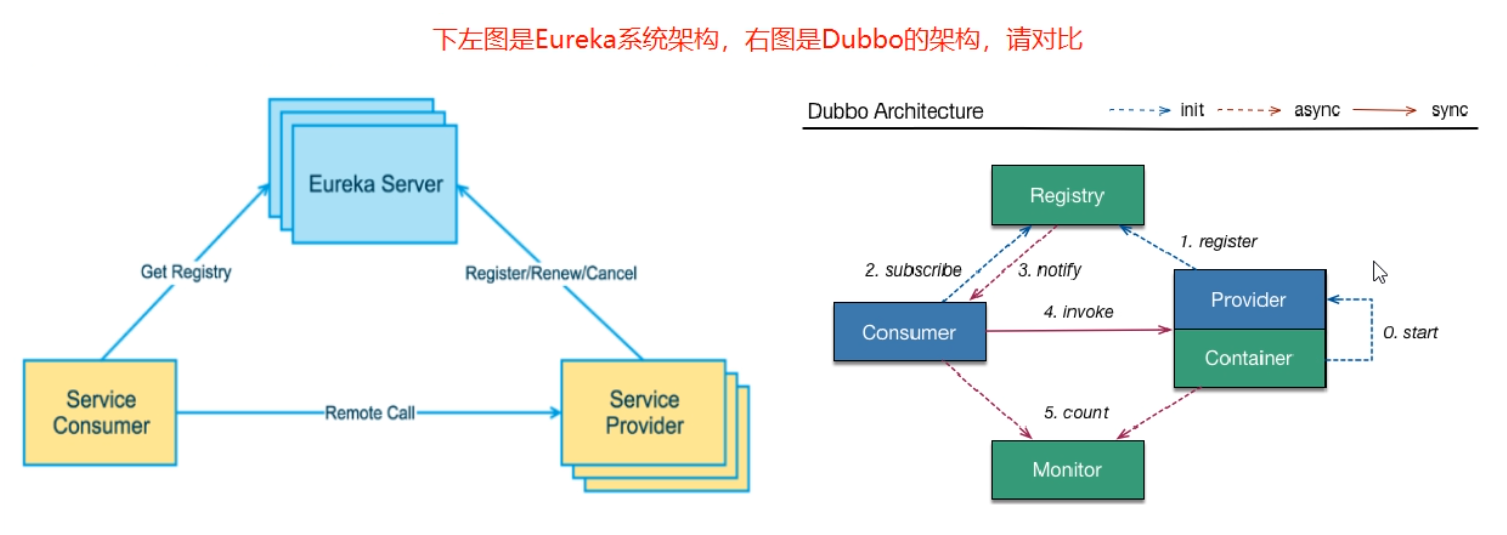 下左图是Eureka系统架构，右图是Dubbo的架构，请对比
Eureka Server
Get Registry
Register/Renew/Cancel
Service
Consumer
Remote Call
Service
Provider
Dubbo Architecture
init
async
sync
Registry
1. register
2. subscribe
3. notify
Provider
4. invoke
Consumer
0. start
Container
5. count
Monitor